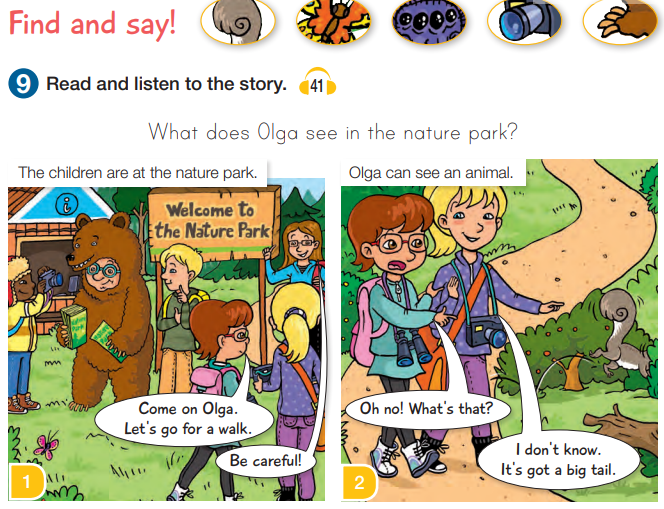 Find and say!
9 Read and listen to the story. 41
What does Olga see in the nature park?
The children are at the nature park.
i
Welcome to
the Nature Park
Come on Olga.
Let's go for a walk.
Be careful!
1
Olga can see an animal.
Oh no! What's that?
I don't know.
It's got a big tail.
2